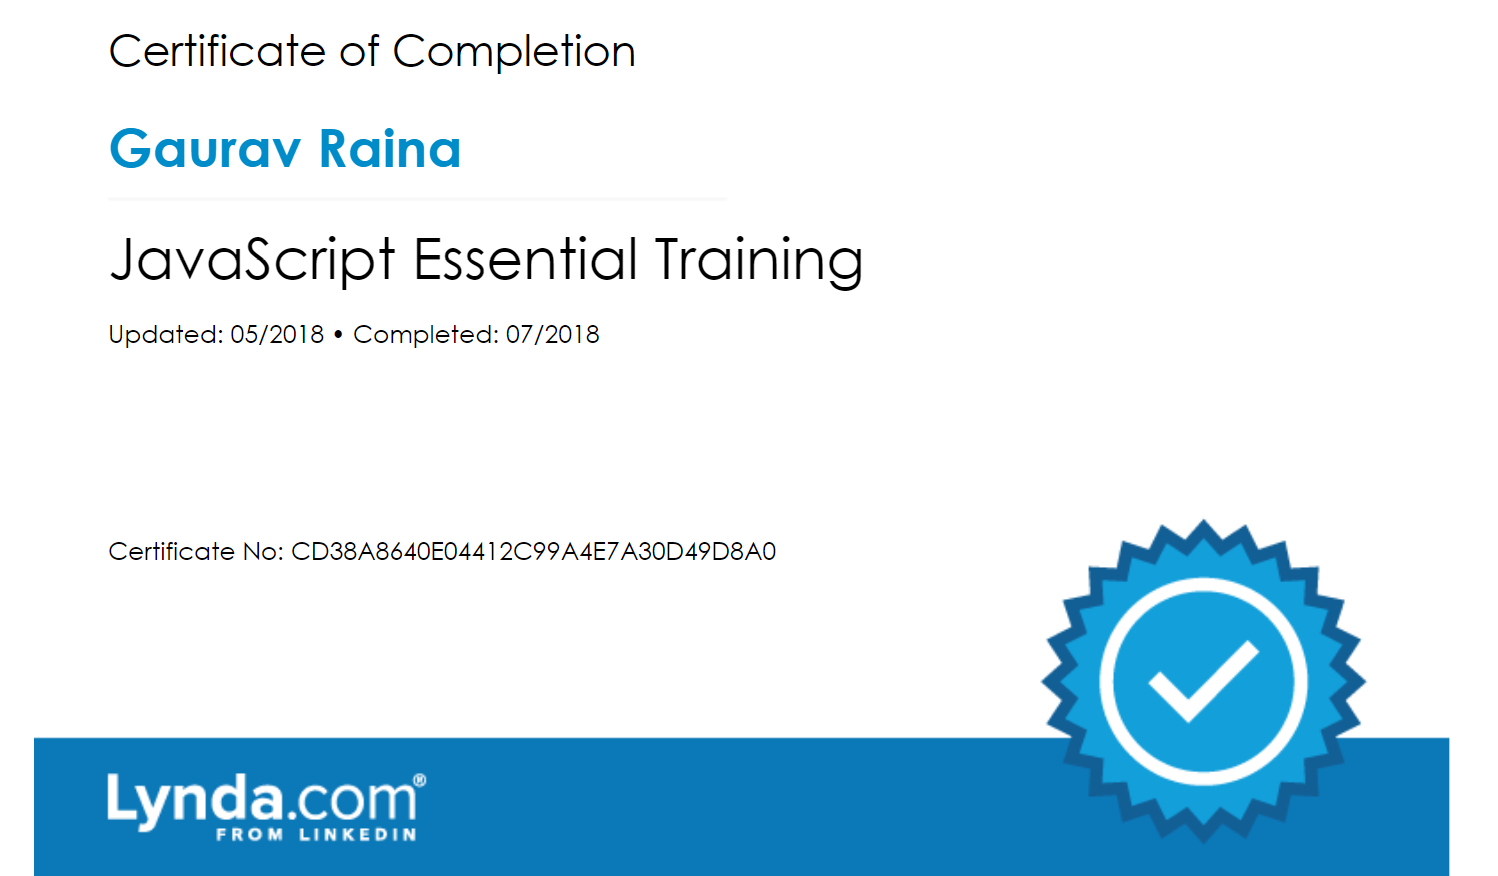 Certificate of Completion
Gaurav Raina
JavaScript Essential Training
Updated: 05/2018 • Completed: 07/2018
Certificate No: CD38A8640E04412C99A4E7A30D49D8A0
Lynda.com®
FROM LINKEDIN